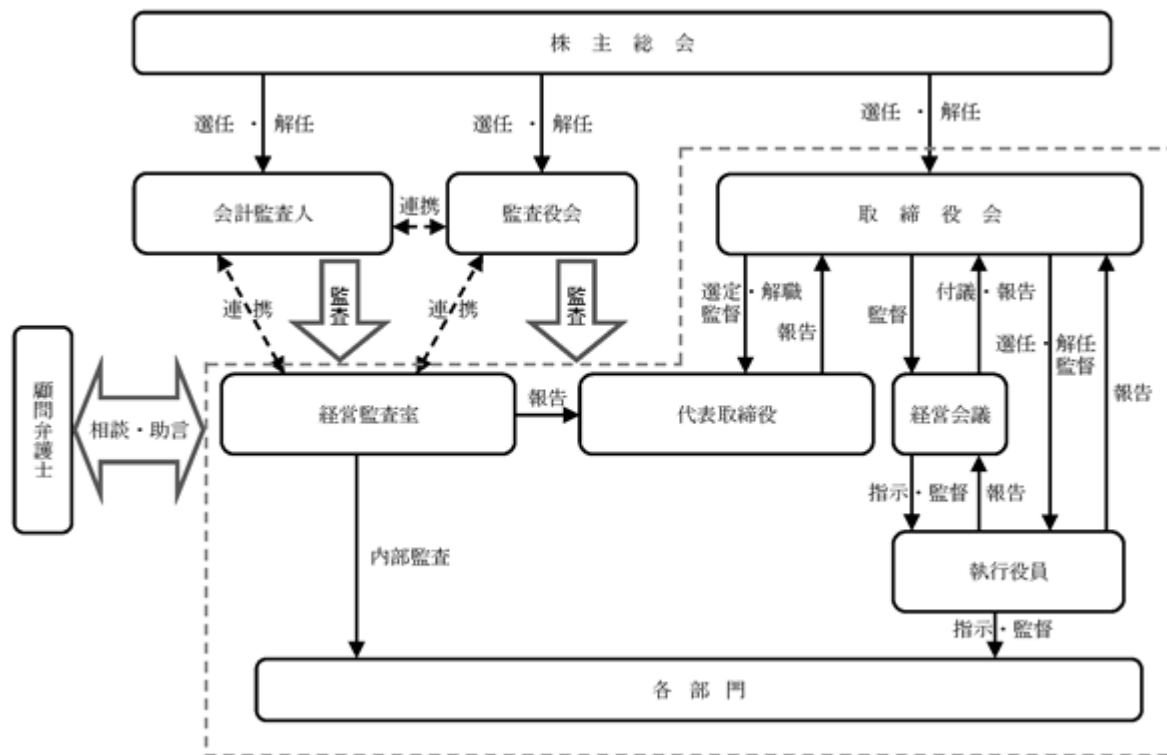 株主総会
選任・解任
選任・解任
選任・解任
会計監査人
連携
監査役会
取締役会
連携
監査
連携
監査
選定・解職
監督
報告
監督
付議・報告
選任・解任
監督
報告
顧問弁護士
相談・助言
経営監査室
報告
代表取締役
経営会議
指示・監督
報告
内部監査
執行役員
指示・監督
各部門